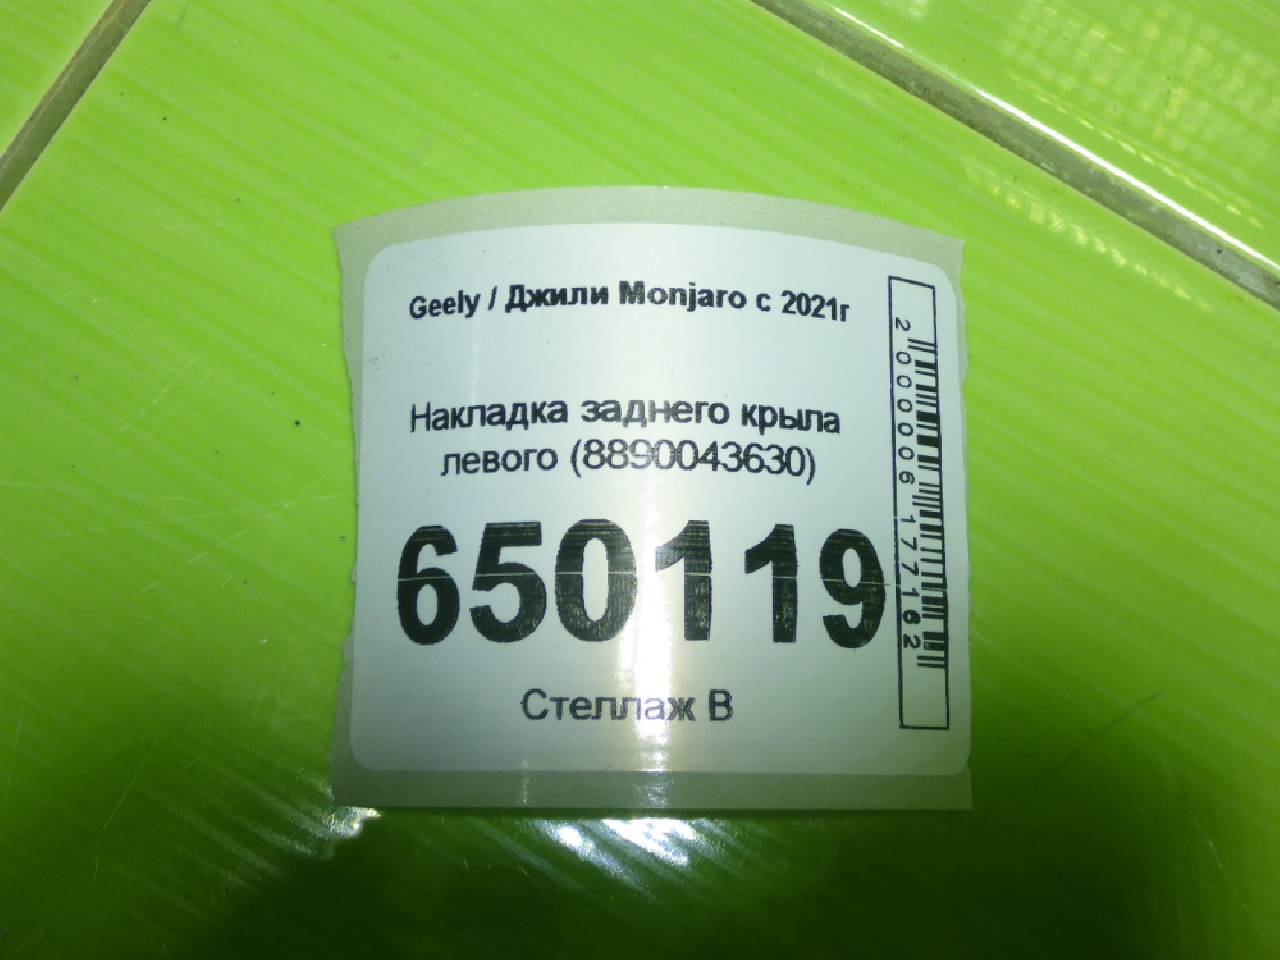 Geely / Джили Monjaro с 2021г
Накладка заднего крыла
левого (8890043630)
650119
Стеллаж В
2000006177162